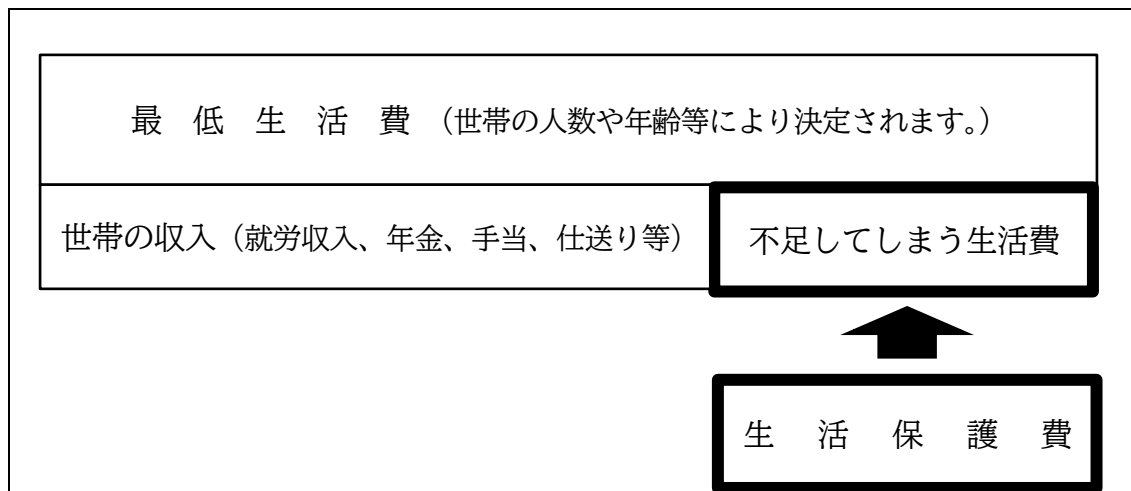 最低生活費（世帯の人数や年齢等により決定されます。）
世帯の収入（就労収入、年金、手当、仕送り等）
不足してしまう生活費
生活保護費